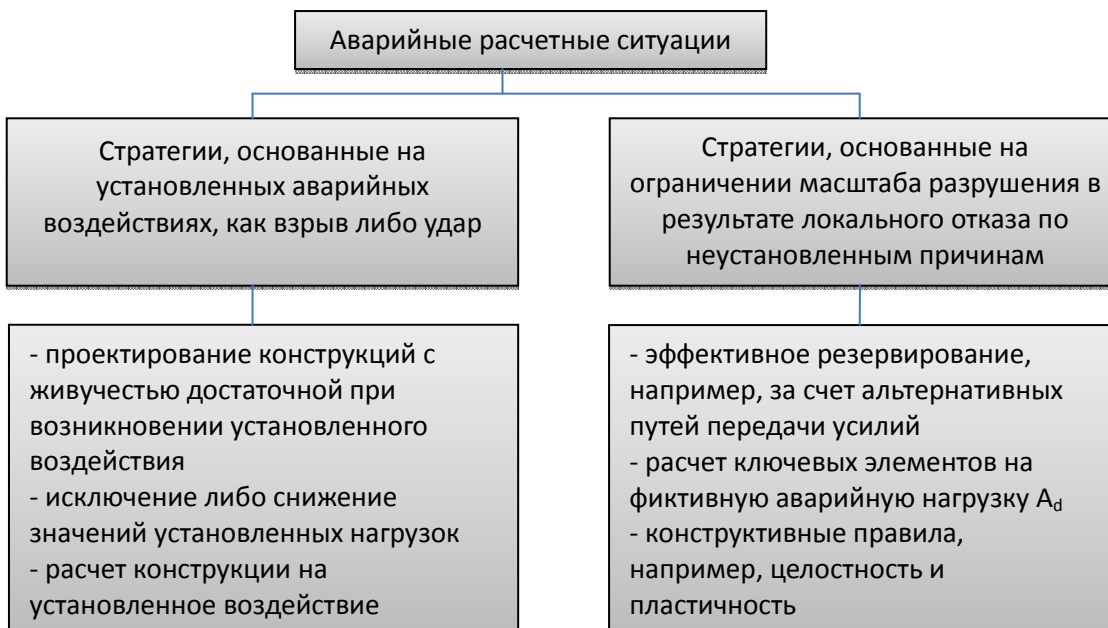 Аварийные расчетные ситуации
Стратегии, основанные на
установленных аварийных
воздействиях, как взрыв либо удар
Стратегии, основанные на
ограничении масштаба разрушения в
результате локального отказа по
неустановленным причинам
- проектирование конструкций с
живучестью достаточной при
возникновении установленного
воздействия
- исключение либо снижение
значений установленных нагрузок
- расчет конструкции на
установленное воздействие
- эффективное резервирование,
например, за счет альтернативных
путей передачи усилий
- расчет ключевых элементов на
фиктивную аварийную нагрузку Ad
- конструктивные правила,
например, целостность и
пластичность